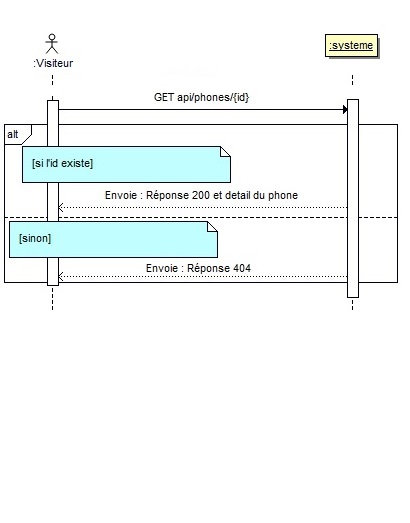 :Visiteur
:systeme
GET api/phones/{id}
alt
[si l'id existe]
Envoie : Réponse 200 et detail du phone
[sinon]
Envoie : Réponse 404